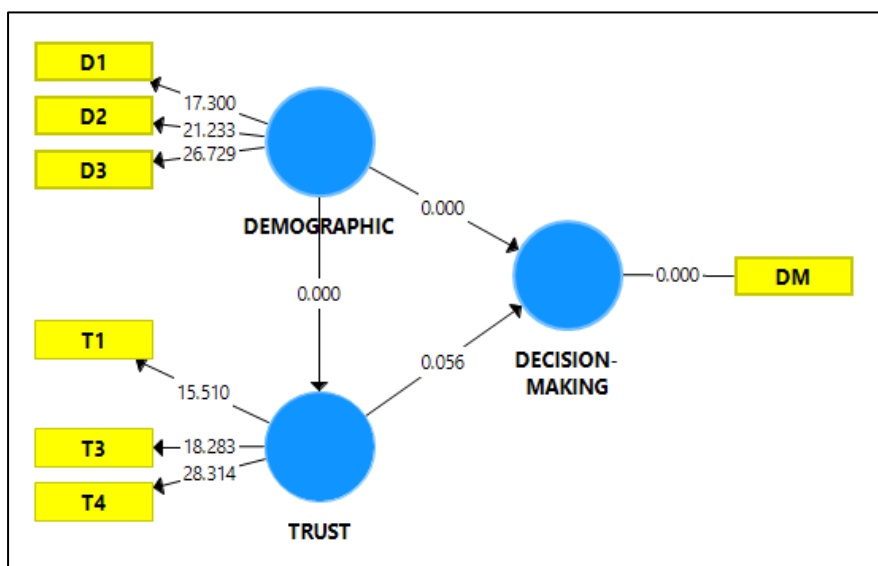 D1
17.300
D2
21.233
D3
26.729
DEMOGRAPHIC
0.000
0.000
DM
0.000
T1
0.056
DECISION-
MAKING
15.510
T3
18.283
28.314
T4
TRUST